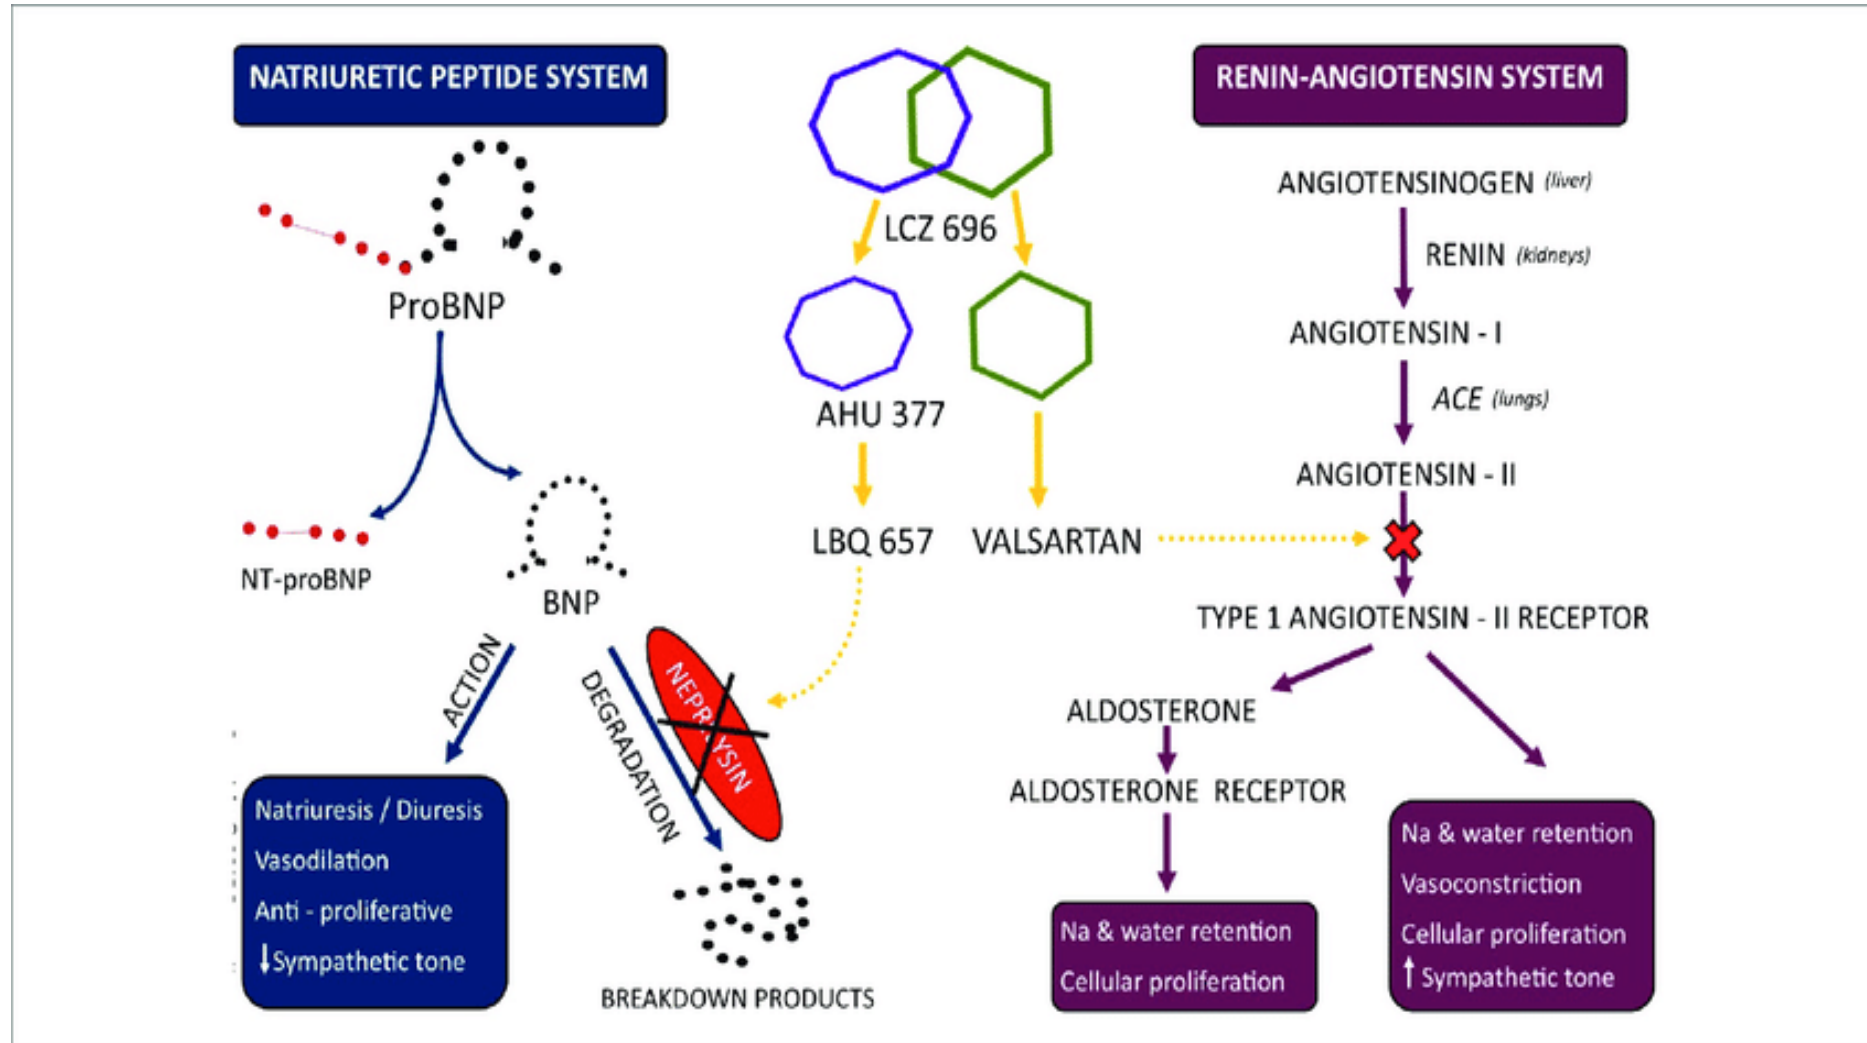 NATRIURETIC PEPTIDE SYSTEM
ProBNP
NT-proBNP
BNP
ACTION
DEGRADATION
NEPRILYSIN
Natriuresis / Diuresis
Vasodilation
Anti - proliferative
↓Sympathetic tone
BREAKDOWN PRODUCTS
LCZ 696
AHU 377
LBQ 657
VALSARTAN
RENIN-ANGIOTENSIN SYSTEM
ANGIOTENSINOGEN (liver)
RENIN (kidneys)
ANGIOTENSIN - I
ACE (lungs)
ANGIOTENSIN - II
TYPE 1 ANGIOTENSIN - II RECEPTOR
ALDOSTERONE
ALDOSTERONE RECEPTOR
Na & water retention
Cellular proliferation
Na & water retention
Vasoconstriction
Cellular proliferation
↑ Sympathetic tone